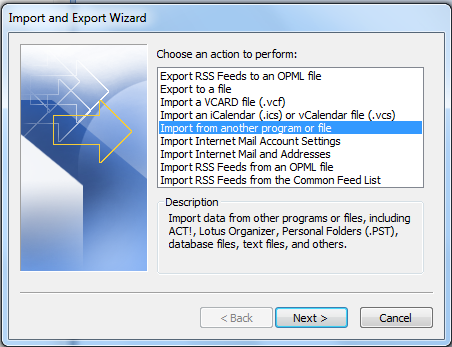 Import and Export Wizard
Choose an action to perform:
Export RSS Feeds to an OPML file
Export to a file
Import a VCARD file (.vcf)
Import an iCalendar (.ics) or vCalendar file (.vcs)
Import from another program or file
Import Internet Mail Account Settings
Import Internet Mail and Addresses
Import RSS Feeds from an OPML file
Import RSS Feeds from the Common Feed List
Description
Import data from other programs or files, including
ACT!, Lotus Organizer, Personal Folders (.PST),
database files, text files, and others.
< Back Next > Cancel